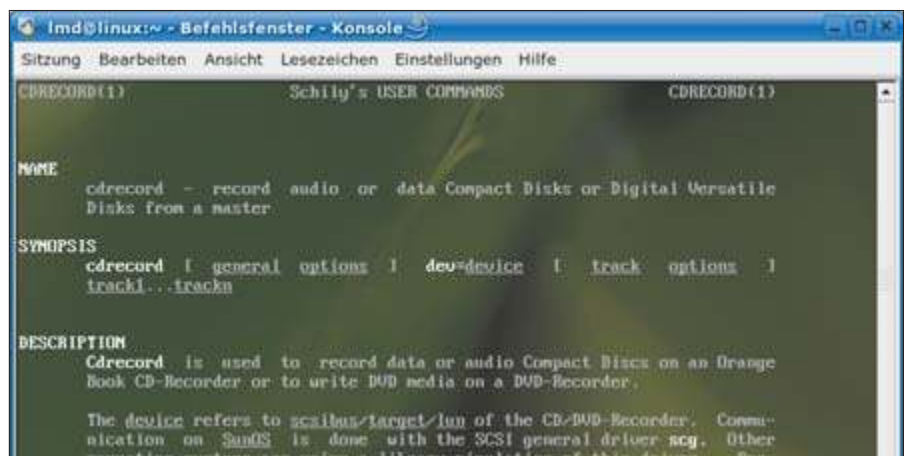 lmd@linux:~ - Befehlsfenster - Konsole
Sitzung Bearbeiten Ansicht Lesezeichen Einstellungen Hilfe
CDRECORD(1) Schily's USER COMMANDS CDRECORD(1)
NAME
cdrecord - record audio or data Compact Disks or Digital Versatile
Disks from a master
SYNOPSIS
cdrecord [ general options ] dev=device [ track options ]
track1...trackn
DESCRIPTION
Cdrecord is used to record data or audio Compact Discs on an Orange
Book CD-Recorder or to write DVD media on a DVD-Recorder.
The device refers to scsibus/target/lun of the CD/DVD-Recorder. Commu-
nication on SunOS is done with the SCSI general driver scg. Other